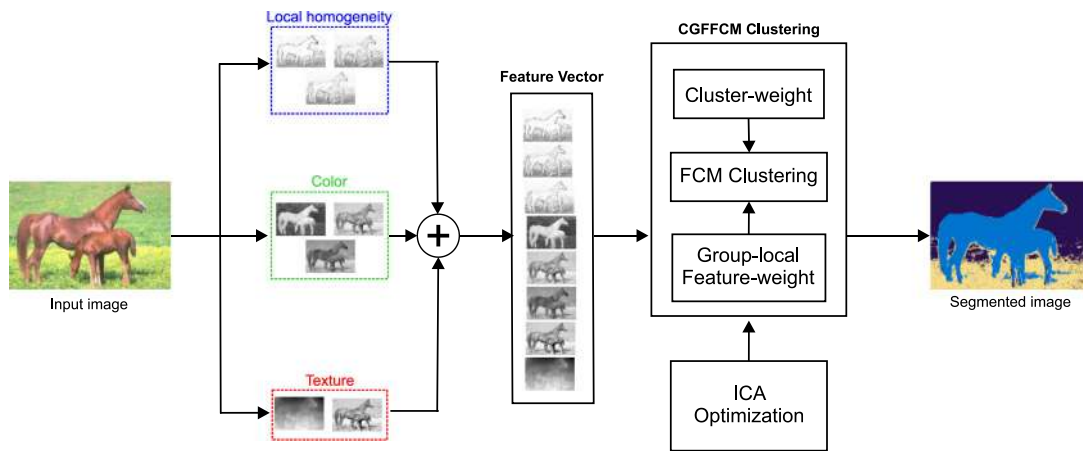 Local homogeneity
CGFFCM Clustering
Feature Vector
Cluster-weight
FCM Clustering
Color
+
Group-local
Feature-weight
Input image
Segmented image
Texture
ICA
Optimization